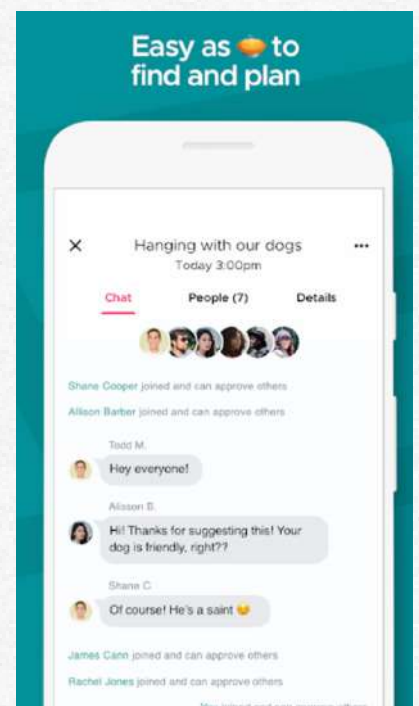 Easy as 🥧 to
find and plan
Hanging with our dogs
Today 3:00pm
Chat People (7) Details
Shane Cooper joined and can approve others
Allison Barber joined and can approve others
Todd M.
Hey everyone!
Alisson B.
Hi! Thanks for suggesting this! Your
dog is friendly, right??
Shane C
Of course! He's a saint 😉
James Cann joined and can approve others
Rachel Jones joined and can approve others